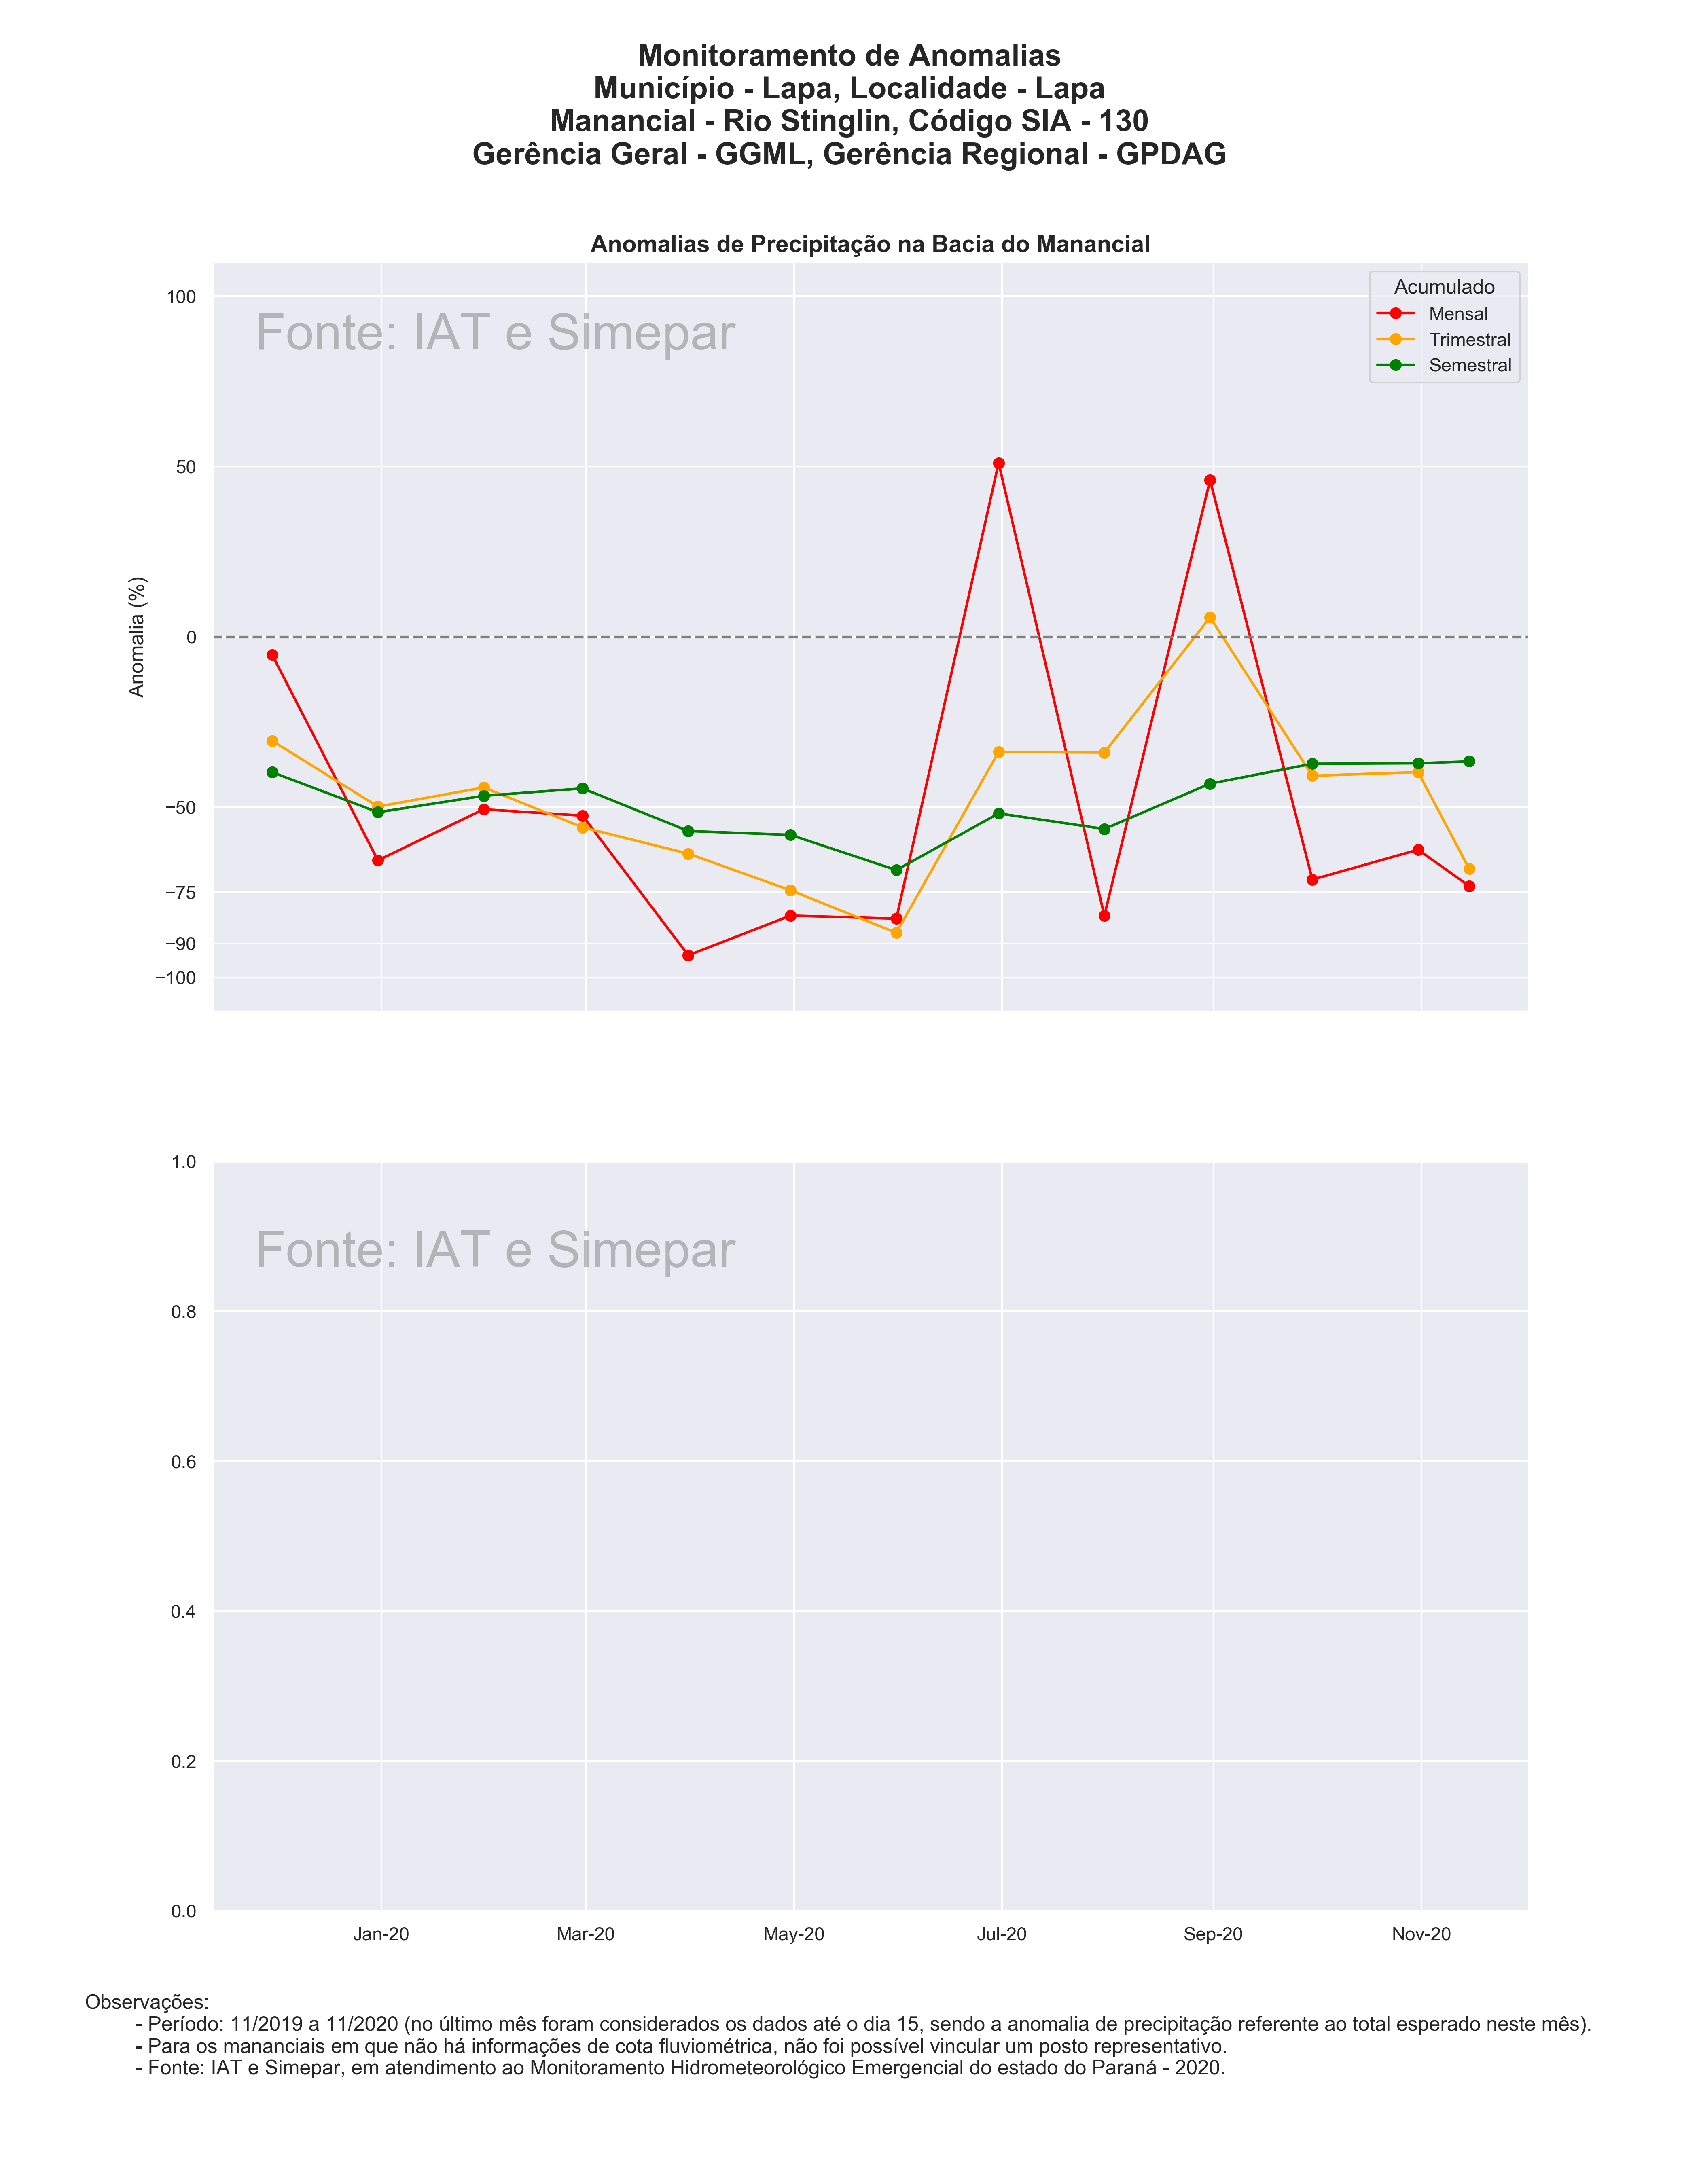 Monitoramento de Anomalias
Município - Lapa, Localidade - Lapa
Manancial - Rio Stinglin, Código SIA - 130
Gerência Geral - GGML, Gerência Regional - GPDAG
Anomalias de Precipitação na Bacia do Manancial
Fonte: IAT e Simepar
Acumulado
Mensal
Trimestral
Semestral
Anomalia (%)
100
50
0
−50
−75
−90
−100
Fonte: IAT e Simepar
1.0
0.8
0.6
0.4
0.2
0.0
Jan-20 Mar-20 May-20 Jul-20 Sep-20 Nov-20
Observações:
- Período: 11/2019 a 11/2020 (no último mês foram considerados os dados até o dia 15, sendo a anomalia de precipitação referente ao total esperado neste mês).
- Para os mananciais em que não há informações de cota fluviométrica, não foi possível vincular um posto representativo.
- Fonte: IAT e Simepar, em atendimento ao Monitoramento Hidrometeorológico Emergencial do estado do Paraná - 2020.